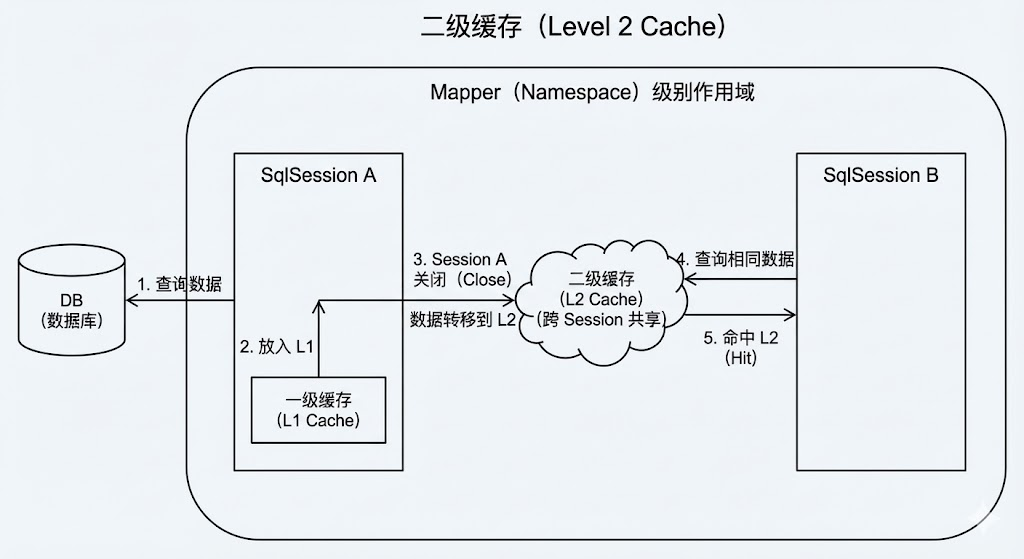 二级缓存（Level 2 Cache）
Mapper（Namespace）级别作用域
SqlSession A
SqlSession B
DB
（数据库）
1. 查询数据
2. 放入 L1
一级缓存
（L1 Cache）
3. Session A
关闭（Close）
数据转移到 L2
二级缓存
（L2 Cache）
（跨 Session 共享）
4. 查询相同数据
5. 命中 L2
（Hit）